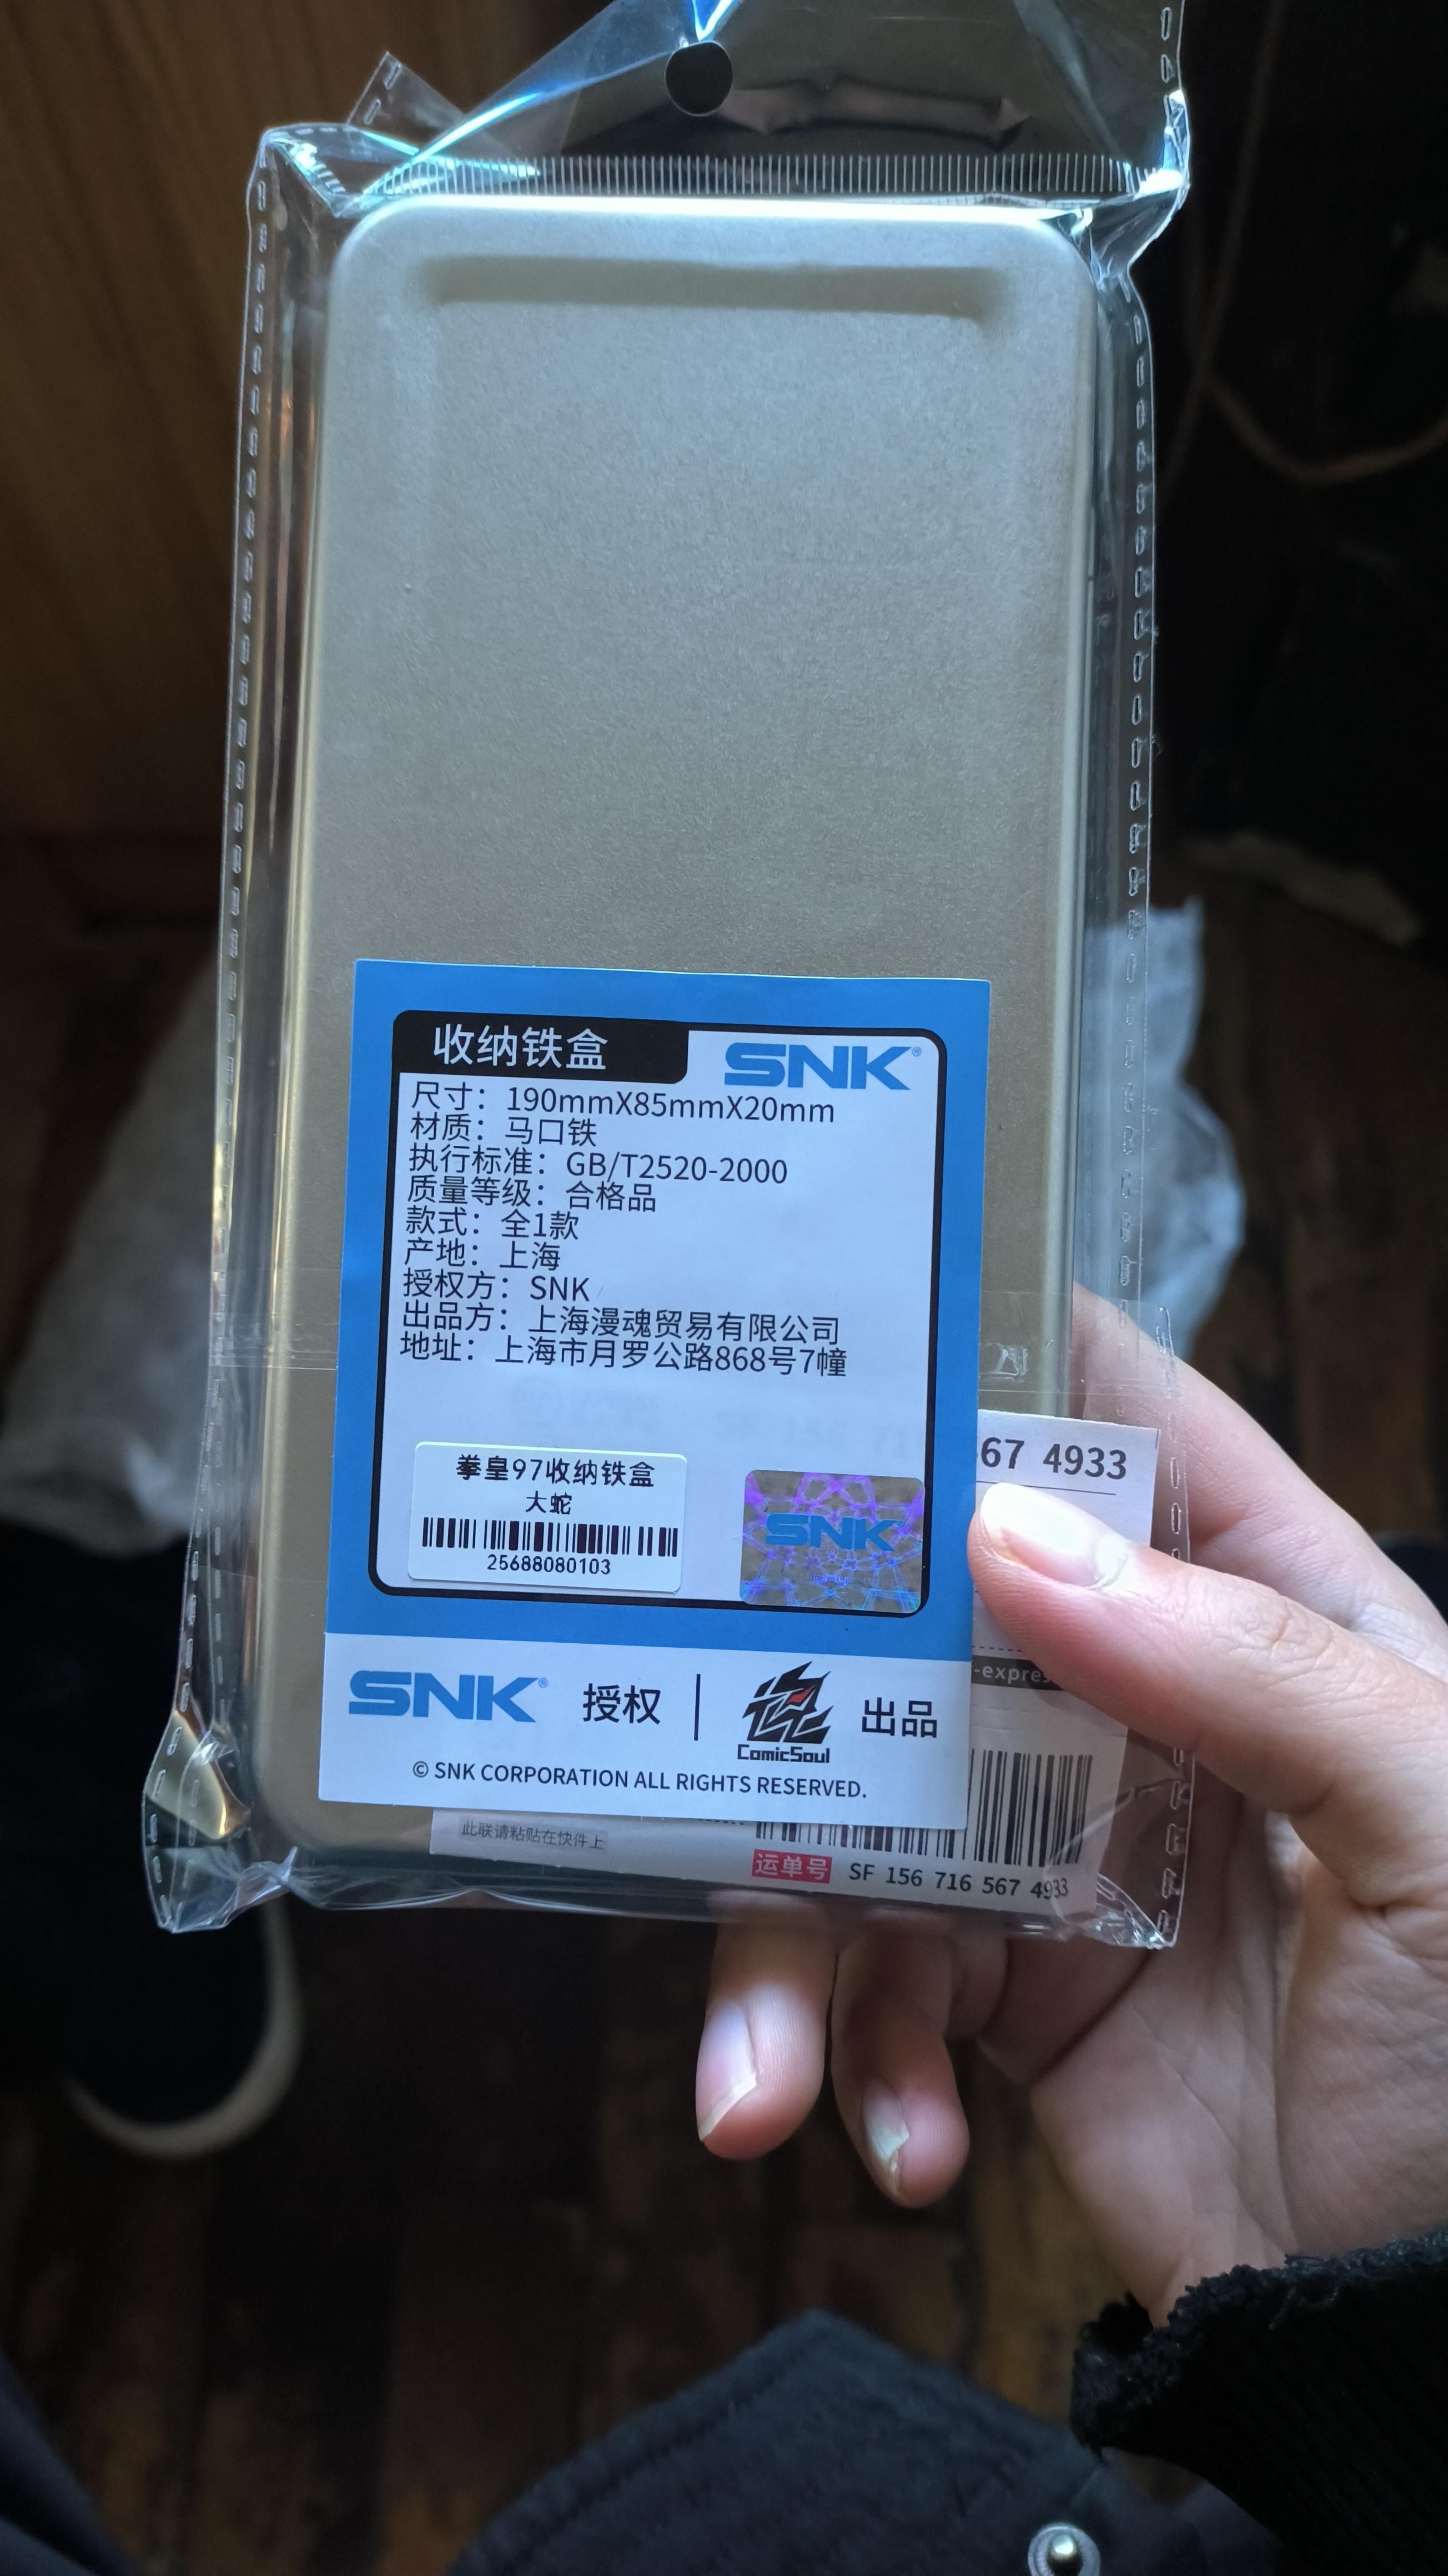 收纳铁盒
SNK®
尺寸：190mmX85mmX20mm
材质：马口铁
执行标准：GB/T2520-2000
质量等级：合格品
款式：全1款
产地：上海
授权方：SNK
出品方：上海漫魂贸易有限公司
地址：上海市月罗公路868号7幢
67 4933
拳皇97收纳铁盒
大蛇
25688080103
SNK
-expres
SNK® 授权 | ComicSoul 出品
© SNK CORPORATION ALL RIGHTS RESERVED.
此联请粘贴在快件上
运单号 SF 156 716 567 4933